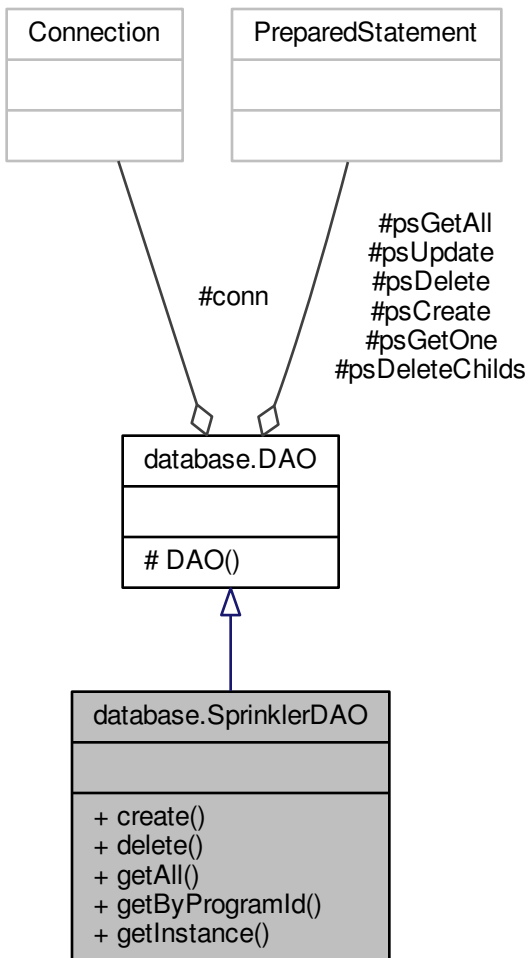 Connection
PreparedStatement
#psGetAll
#psUpdate
#psDelete
#psCreate
#psGetOne
#psDeleteChilds
#conn
database.DAO
# DAO()
database.SprinklerDAO
+ create()
+ delete()
+ getAll()
+ getByProgramId()
+ getInstance()